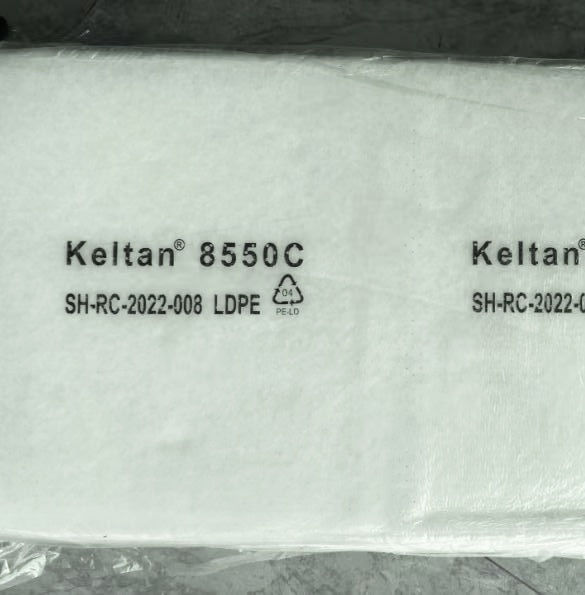 Keltan® 8550C
SH-RC-2022-008 LDPE
04
PE-LD
Keltan®
SH-RC-2022-0